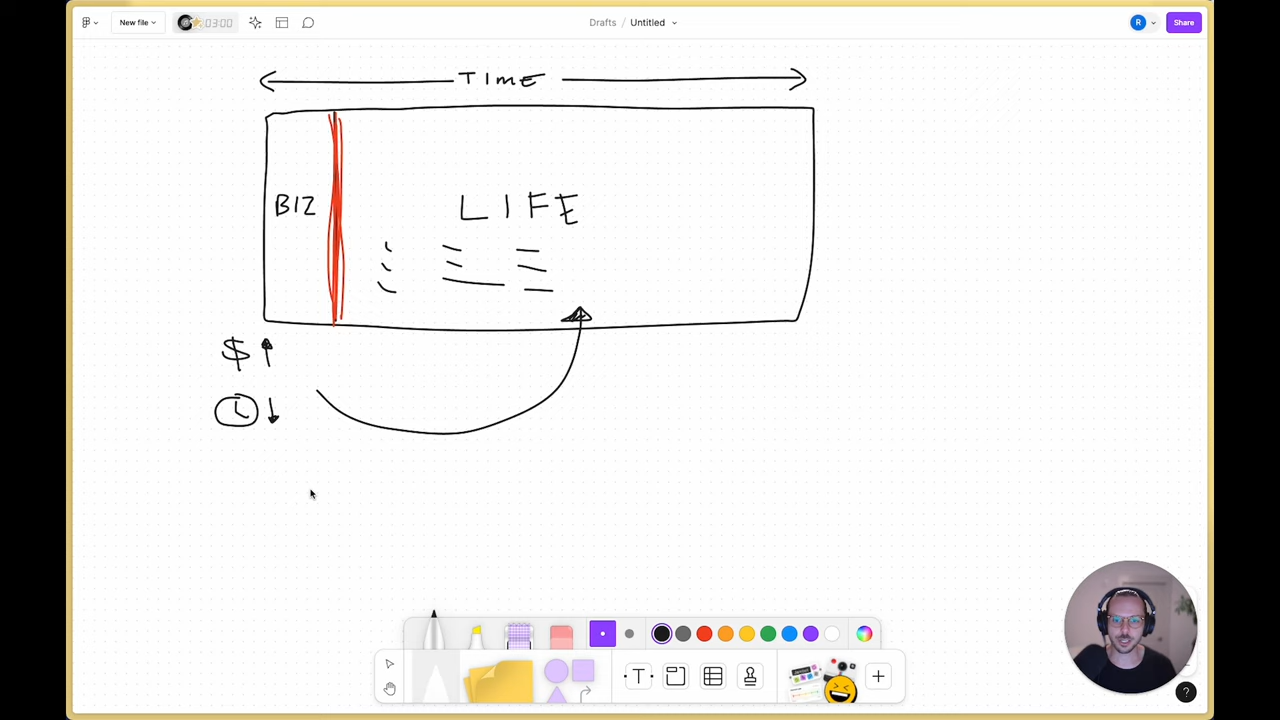 New file
03:00
Drafts / Untitled
R
Share
TIME
BIZ
LIFE
$
T
?